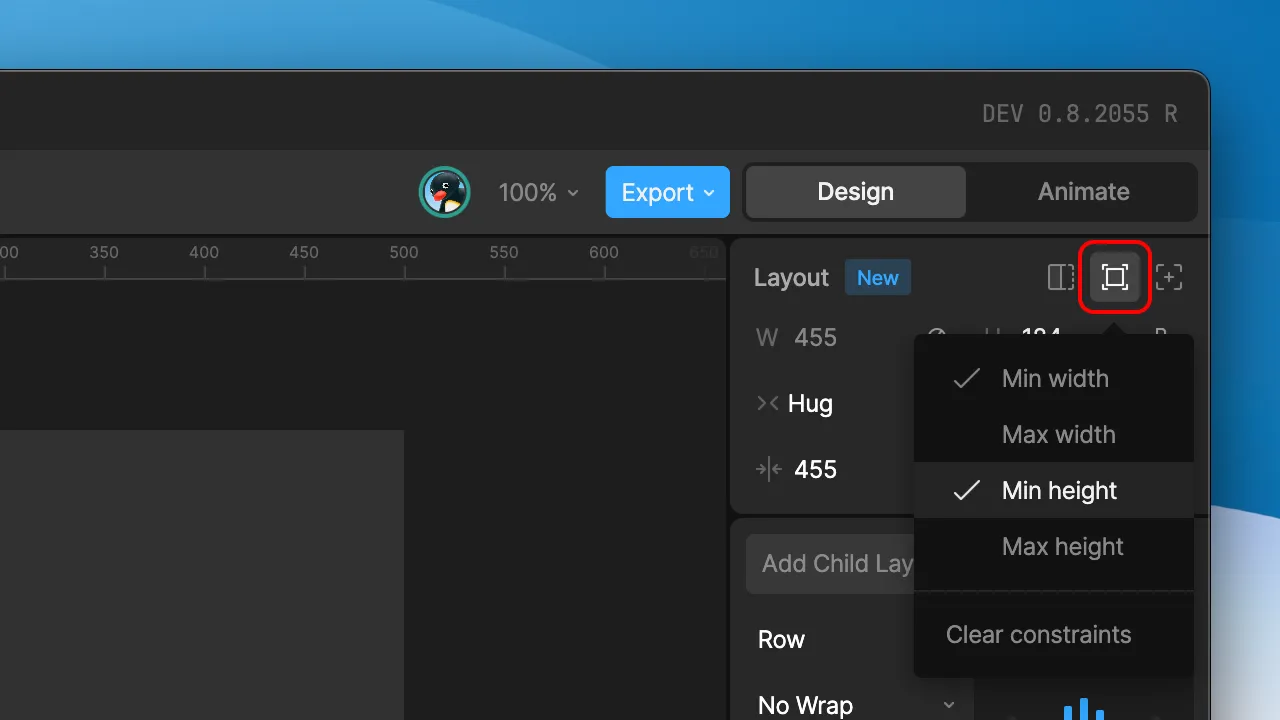 DEV 0.8.2055 R
100% Export Design Animate
350 400 450 500 550 600 650
Layout New
W 455
Min width
Hug
Max width
455
Min height
Max height
Add Child Lay
Row
Clear constraints
No Wrap